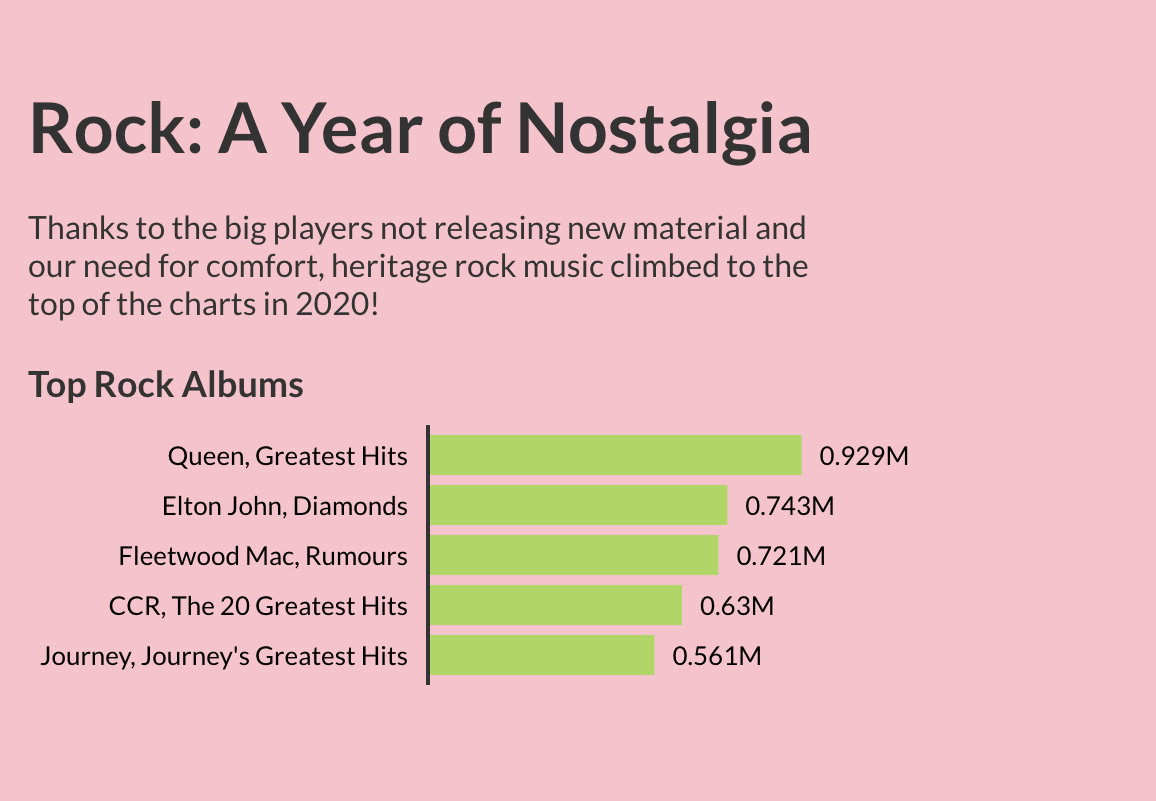 Rock: A Year of Nostalgia
Thanks to the big players not releasing new material and
our need for comfort, heritage rock music climbed to the
top of the charts in 2020!
Top Rock Albums
Queen, Greatest Hits 0.929M
Elton John, Diamonds 0.743M
Fleetwood Mac, Rumours 0.721M
CCR, The 20 Greatest Hits 0.63M
Journey, Journey's Greatest Hits 0.561M